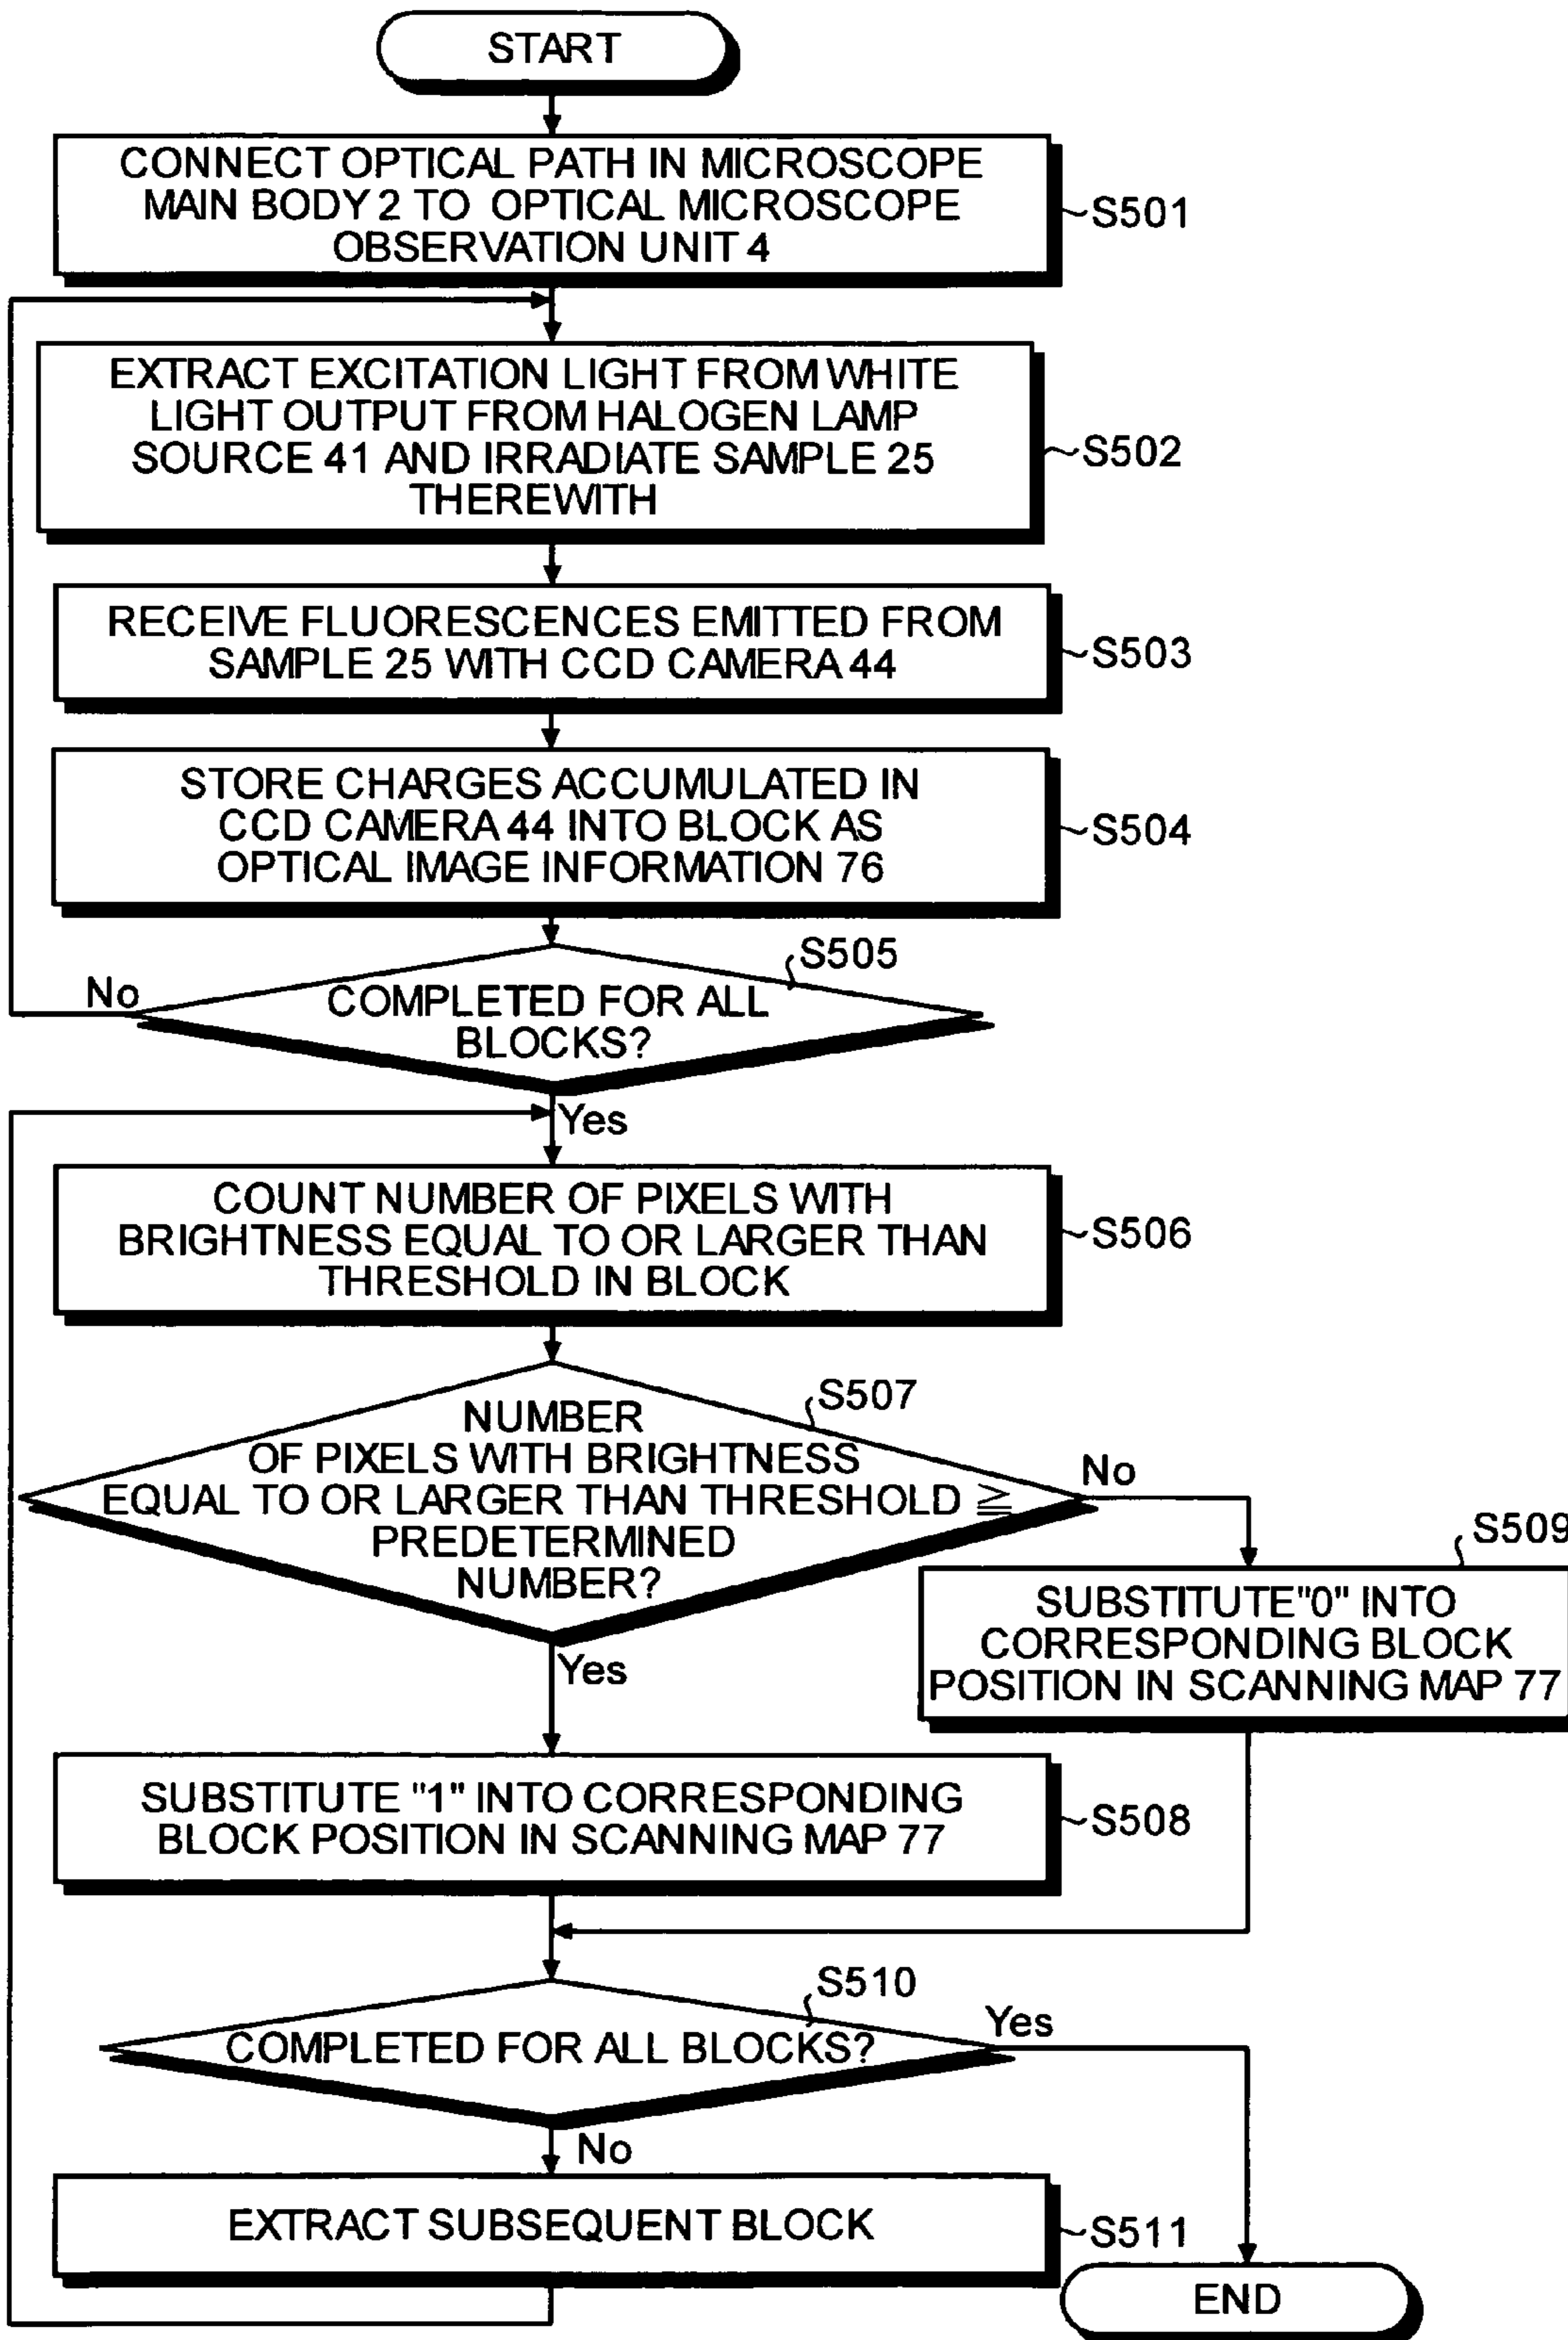 START
CONNECT OPTICAL PATH IN MICROSCOPE
MAIN BODY 2 TO OPTICAL MICROSCOPE
OBSERVATION UNIT 4
S501
EXTRACT EXCITATION LIGHT FROM WHITE
LIGHT OUTPUT FROM HALOGEN LAMP
SOURCE 41 AND IRRADIATE SAMPLE 25
THEREWITH
S502
RECEIVE FLUORESCENCES EMITTED FROM
SAMPLE 25 WITH CCD CAMERA 44
S503
STORE CHARGES ACCUMULATED IN
CCD CAMERA 44 INTO BLOCK AS
OPTICAL IMAGE INFORMATION 76
S504
S505
No
COMPLETED FOR ALL
BLOCKS?
Yes
COUNT NUMBER OF PIXELS WITH
BRIGHTNESS EQUAL TO OR LARGER THAN
THRESHOLD IN BLOCK
S506
S507
NUMBER
OF PIXELS WITH BRIGHTNESS
EQUAL TO OR LARGER THAN THRESHOLD ≧
PREDETERMINED
NUMBER?
No
Yes
S509
SUBSTITUTE"0" INTO
CORRESPONDING BLOCK
POSITION IN SCANNING MAP 77
SUBSTITUTE "1" INTO CORRESPONDING
BLOCK POSITION IN SCANNING MAP 77
S508
S510
COMPLETED FOR ALL BLOCKS?
Yes
No
EXTRACT SUBSEQUENT BLOCK
S511
END